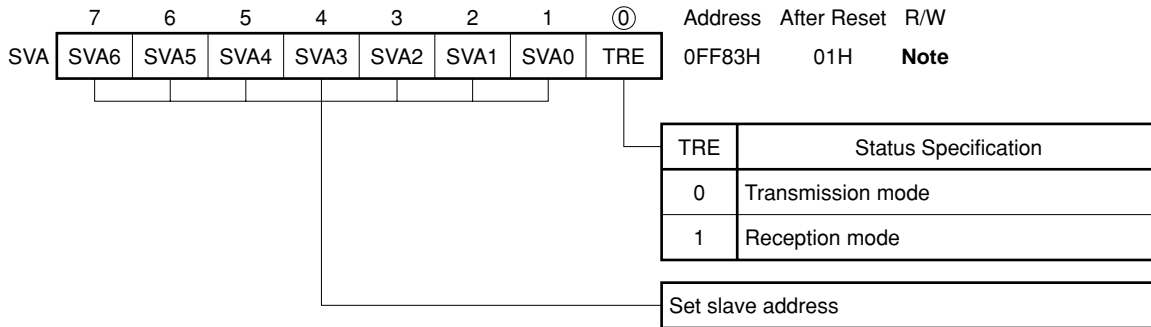 7 6 5 4 3 2 1 ⓪ Address After Reset R/W
SVA SVA6 SVA5 SVA4 SVA3 SVA2 SVA1 SVA0 TRE 0FF83H 01H Note
TRE Status Specification
0 Transmission mode
1 Reception mode
Set slave address